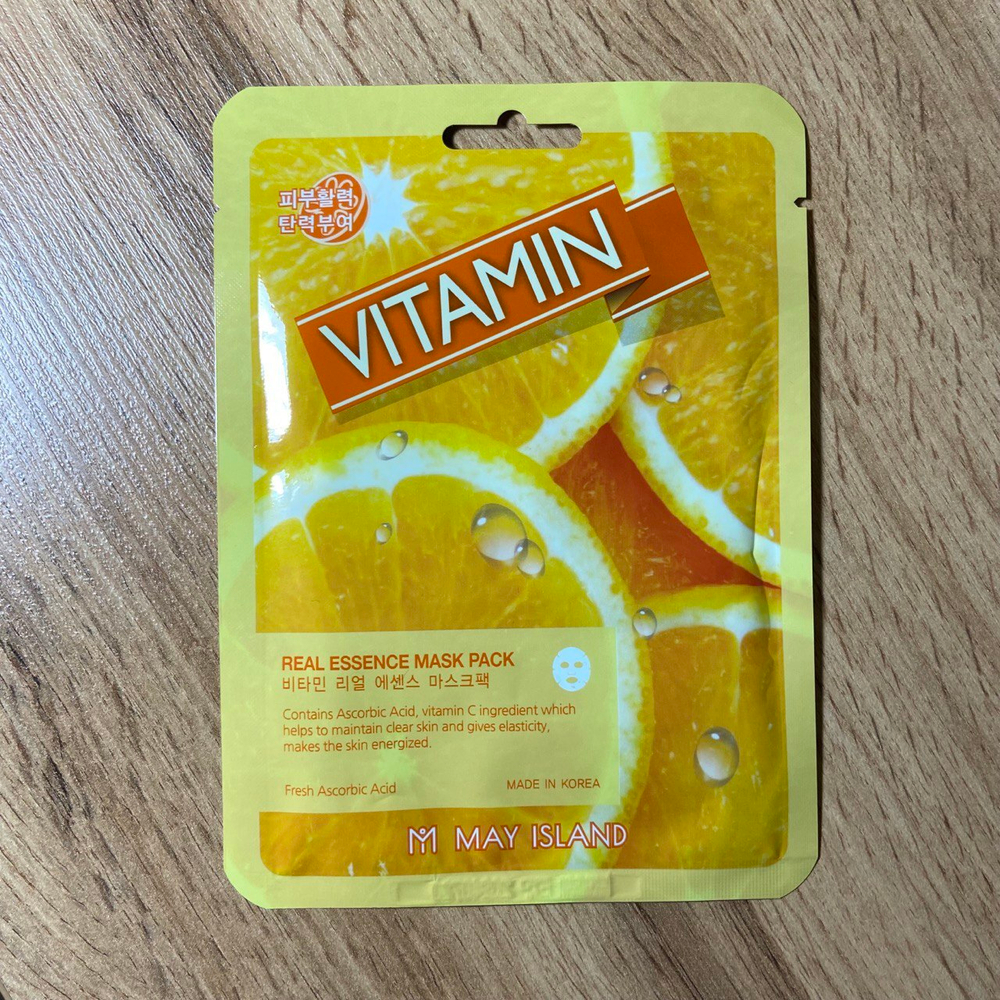 피부활력
탄력부여
VITAMIN
REAL ESSENCE MASK PACK
비타민 리얼 에센스 마스크팩
Contains Ascorbic Acid, vitamin C ingredient which
helps to maintain clear skin and gives elasticity,
makes the skin energized.
Fresh Ascorbic Acid
MADE IN KOREA
MAY ISLAND